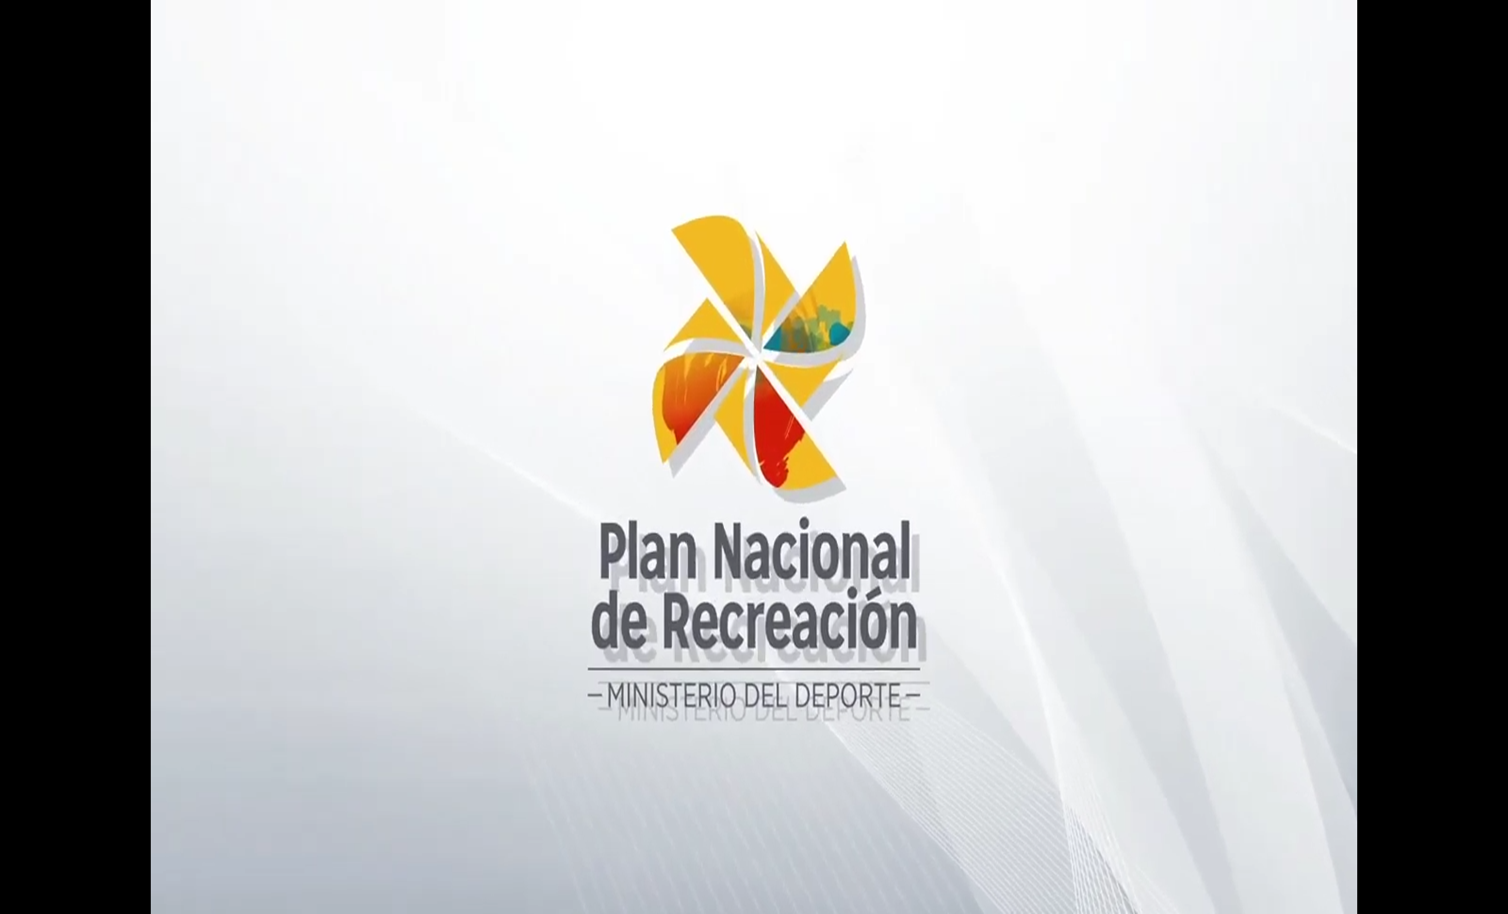 Plan Nacional
de Recreación
–MINISTERIO DEL DEPORTE–